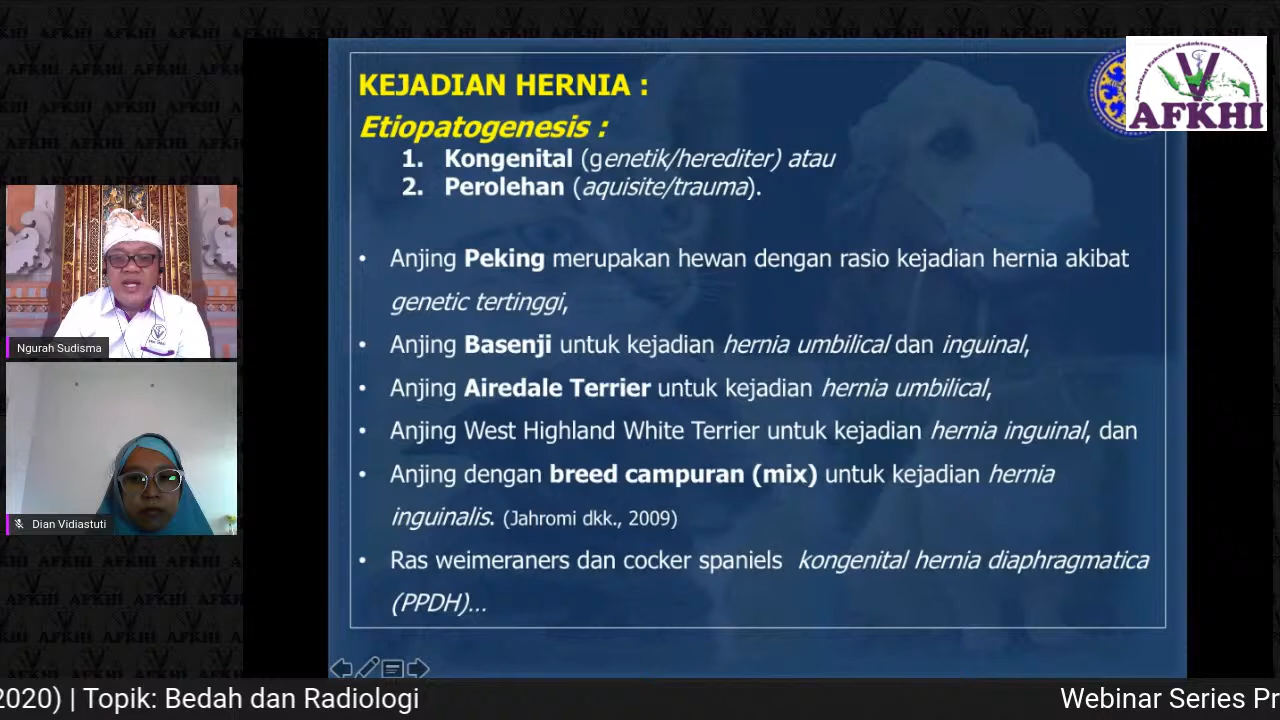 KEJADIAN HERNIA :
Etiopatogenesis :
1. Kongenital (genetik/herediter) atau
2. Perolehan (aquisite/trauma).
• Anjing Peking merupakan hewan dengan rasio kejadian hernia akibat
genetic tertinggi,
• Anjing Basenji untuk kejadian hernia umbilical dan inguinal,
• Anjing Airedale Terrier untuk kejadian hernia umbilical,
• Anjing West Highland White Terrier untuk kejadian hernia inguinal, dan
• Anjing dengan breed campuran (mix) untuk kejadian hernia
inguinalis. (Jahromi dkk., 2009)
• Ras weimeraners dan cocker spaniels kongenital hernia diaphragmatica
(PPDH)...
AFKHI
Ngurah Sudisma
Dian Vidiastuti
2020) | Topik: Bedah dan Radiologi
Webinar Series Pr